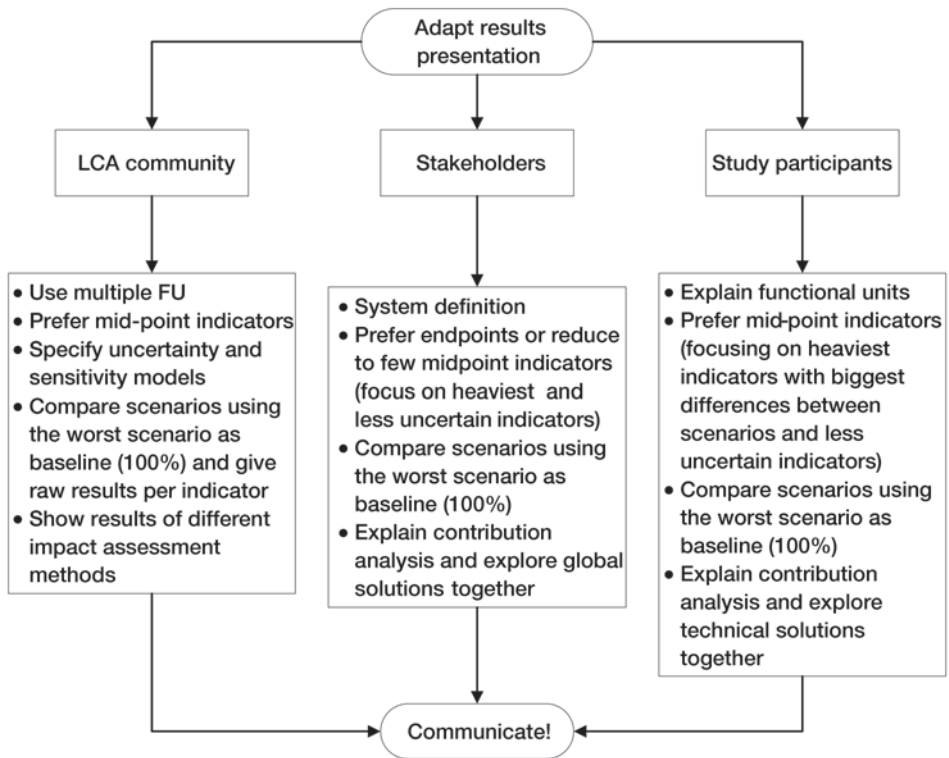 Adapt results
presentation
LCA community
Stakeholders
Study participants
• Use multiple FU
• Prefer mid-point indicators
• Specify uncertainty and
sensitivity models
• Compare scenarios using
the worst scenario as
baseline (100%) and give
raw results per indicator
• Show results of different
impact assessment
methods
• System definition
• Prefer endpoints or reduce
to few midpoint indicators
(focus on heaviest and
less uncertain indicators)
• Compare scenarios using
the worst scenario as
baseline (100%)
• Explain contribution
analysis and explore global
solutions together
• Explain functional units
• Prefer mid-point indicators
(focusing on heaviest
indicators with biggest
differences between
scenarios and less
uncertain indicators)
• Compare scenarios using
the worst scenario as
baseline (100%)
• Explain contribution
analysis and explore
technical solutions
together
Communicate!